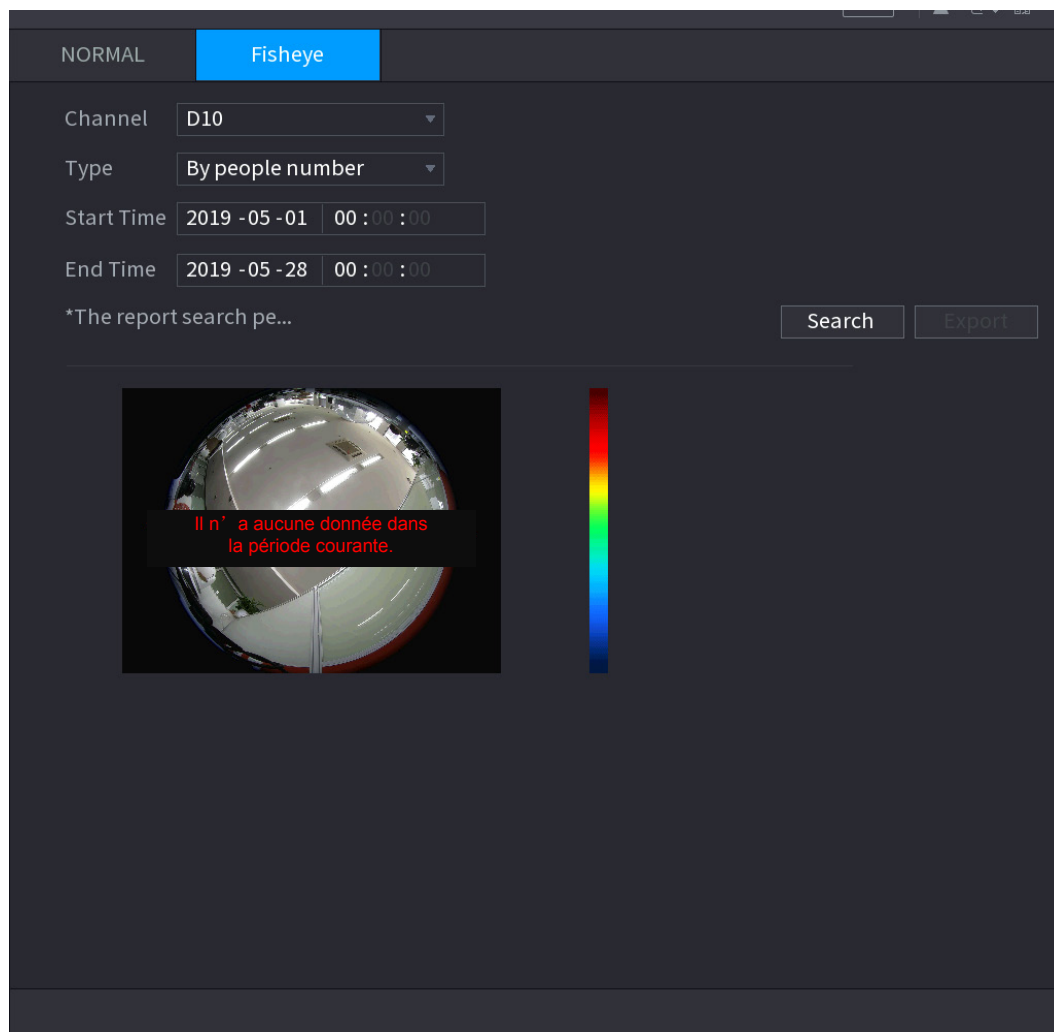 NORMAL
Fisheye
Channel
D10
Type
By people number
Start Time
2019 -05 -01
00 :00 :00
End Time
2019 -05 -28
00 :00 :00
*The report search pe...
Search
Export
Il n’ a aucune donnée dans
la période courante.